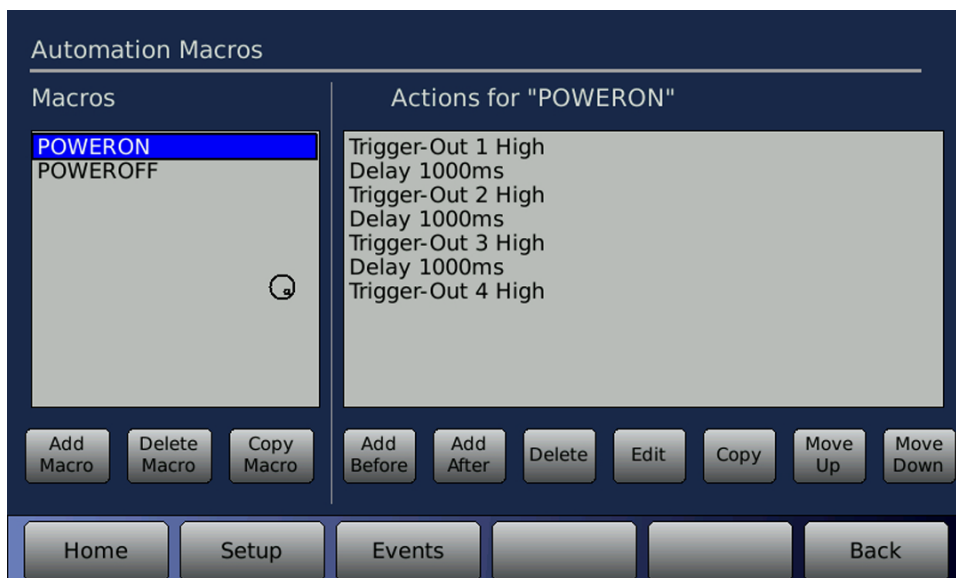 Automation Macros
Macros
Actions for "POWERON"
POWERON
POWEROFF
Trigger-Out 1 High
Delay 1000ms
Trigger-Out 2 High
Delay 1000ms
Trigger-Out 3 High
Delay 1000ms
Trigger-Out 4 High
Add
Macro
Delete
Macro
Copy
Macro
Add
Before
Add
After
Delete
Edit
Copy
Move
Up
Move
Down
Home
Setup
Events
Back